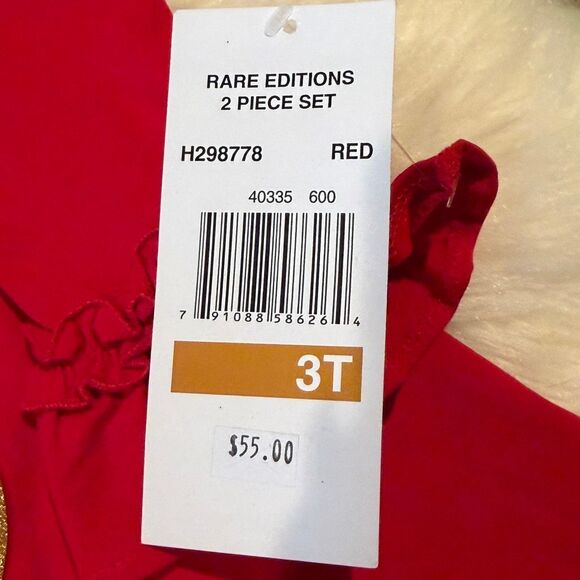 RARE EDITIONS
2 PIECE SET
H298778 RED
40335 600
7 91088 58626 4
3T
$55.00